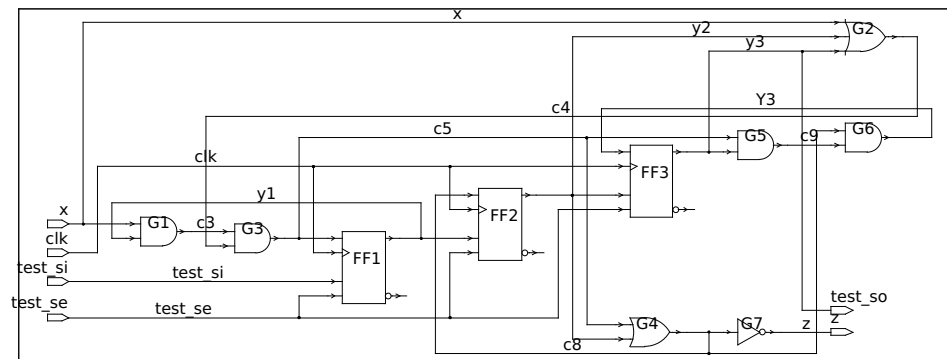 x
y2
G2
y3
c4
Y3
c5
G5
c9
G6
clk
FF3
x
y1
G1
c3
G3
FF2
clk
FF1
test_si
test_si
test_se
test_se
test_so
G4
G7
z
z
c8